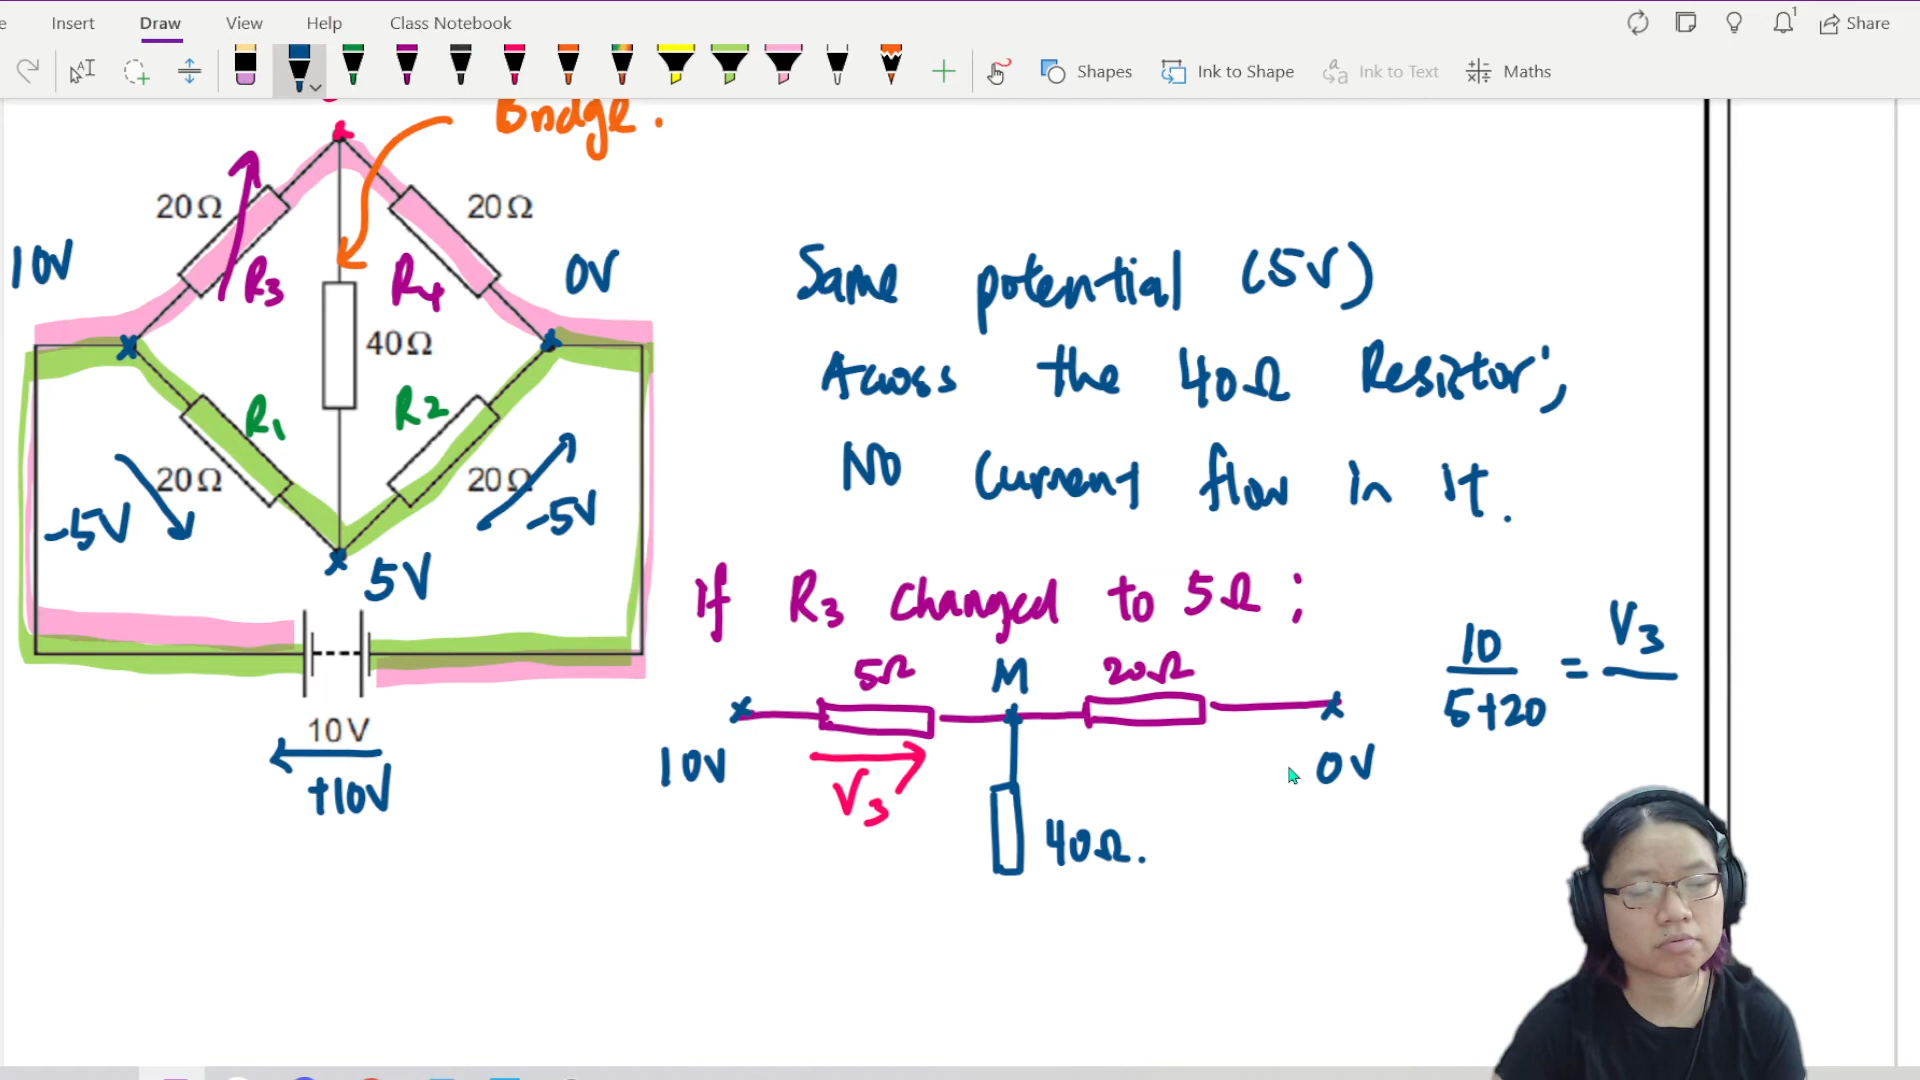 Insert Draw View Help Class Notebook
1 Share
Shapes Ink to Shape Ink to Text Maths
Bridge.
20Ω 20Ω
10V R3 R4 0V
40Ω
R1 R2
20Ω 20Ω
-5V -5V
5V
10V
+10V
Same potential (5V)
Across the 40Ω Resistor,
No current flow in it.
If R3 changed to 5Ω;
5Ω M 20Ω
10V 0V
V3
40Ω.
10 / 5+20 = V3